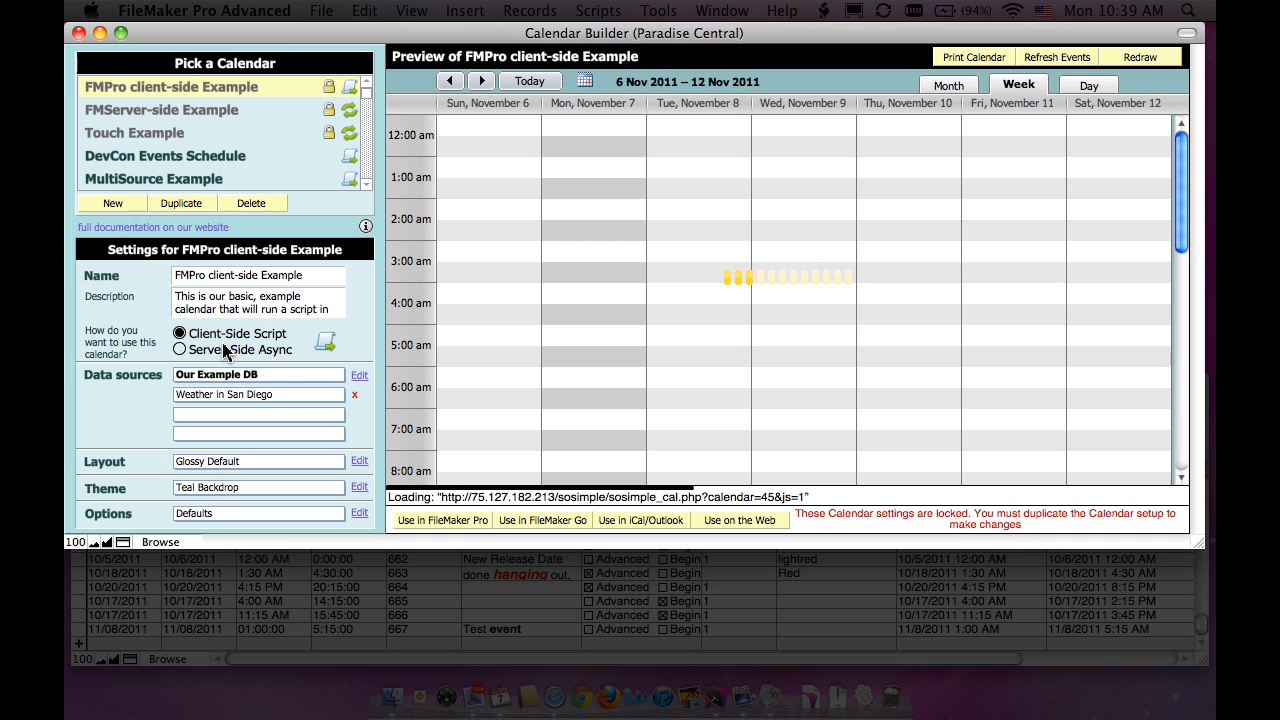 FileMaker Pro Advanced File Edit View Insert Records Scripts Tools Window Help (94%) Mon 10:39 AM
Calendar Builder (Paradise Central)
Pick a Calendar
FMPro client-side Example
FMServer-side Example
Touch Example
DevCon Events Schedule
MultiSource Example
New Duplicate Delete
full documentation on our website
Settings for FMPro client-side Example
Name FMPro client-side Example
Description This is our basic, example
calendar that will run a script in
How do you
want to use this
calendar?
Client-Side Script
Server-Side Async
Data sources Our Example DB Edit
Weather in San Diego x
Layout Glossy Default Edit
Theme Teal Backdrop Edit
Options Defaults Edit
100 Browse
Preview of FMPro client-side Example
Print Calendar Refresh Events Redraw
Today 6 Nov 2011 – 12 Nov 2011 Month Week Day
Sun, November 6 Mon, November 7 Tue, November 8 Wed, November 9 Thu, November 10 Fri, November 11 Sat, November 12
12:00 am
1:00 am
2:00 am
3:00 am
4:00 am
5:00 am
6:00 am
7:00 am
8:00 am
Loading: "http://75.127.182.213/sosimple/sosimple_cal.php?calendar=45&js=1"
Use in FileMaker Pro Use in FileMaker Go Use in iCal/Outlook Use on the Web
These Calendar settings are locked. You must duplicate the Calendar setup to
make changes
10/5/2011 10/6/2011 12:00 AM 0:00:00 662 New Release Date Advanced Begin 1 lightred 10/5/2011 12:00 AM 10/6/2011 12:00 AM
10/18/2011 10/18/2011 1:30 AM 4:30:00 663 done hanging out, Advanced Begin 1 Red 10/18/2011 1:30 AM 10/18/2011 4:30 AM
10/20/2011 10/20/2011 4:15 PM 20:15:00 664 Advanced Begin 1 10/20/2011 4:15 PM 10/20/2011 8:15 PM
10/17/2011 10/17/2011 4:00 AM 14:15:00 665 Advanced Begin 1 10/17/2011 4:00 AM 10/17/2011 2:15 PM
10/17/2011 10/17/2011 11:15 AM 15:45:00 666 Advanced Begin 1 10/17/2011 11:15 AM 10/17/2011 3:45 PM
11/08/2011 11/08/2011 01:00:00 5:15:00 667 Test event Advanced Begin 1 11/8/2011 1:00 AM 11/8/2011 5:15 AM
100 Browse